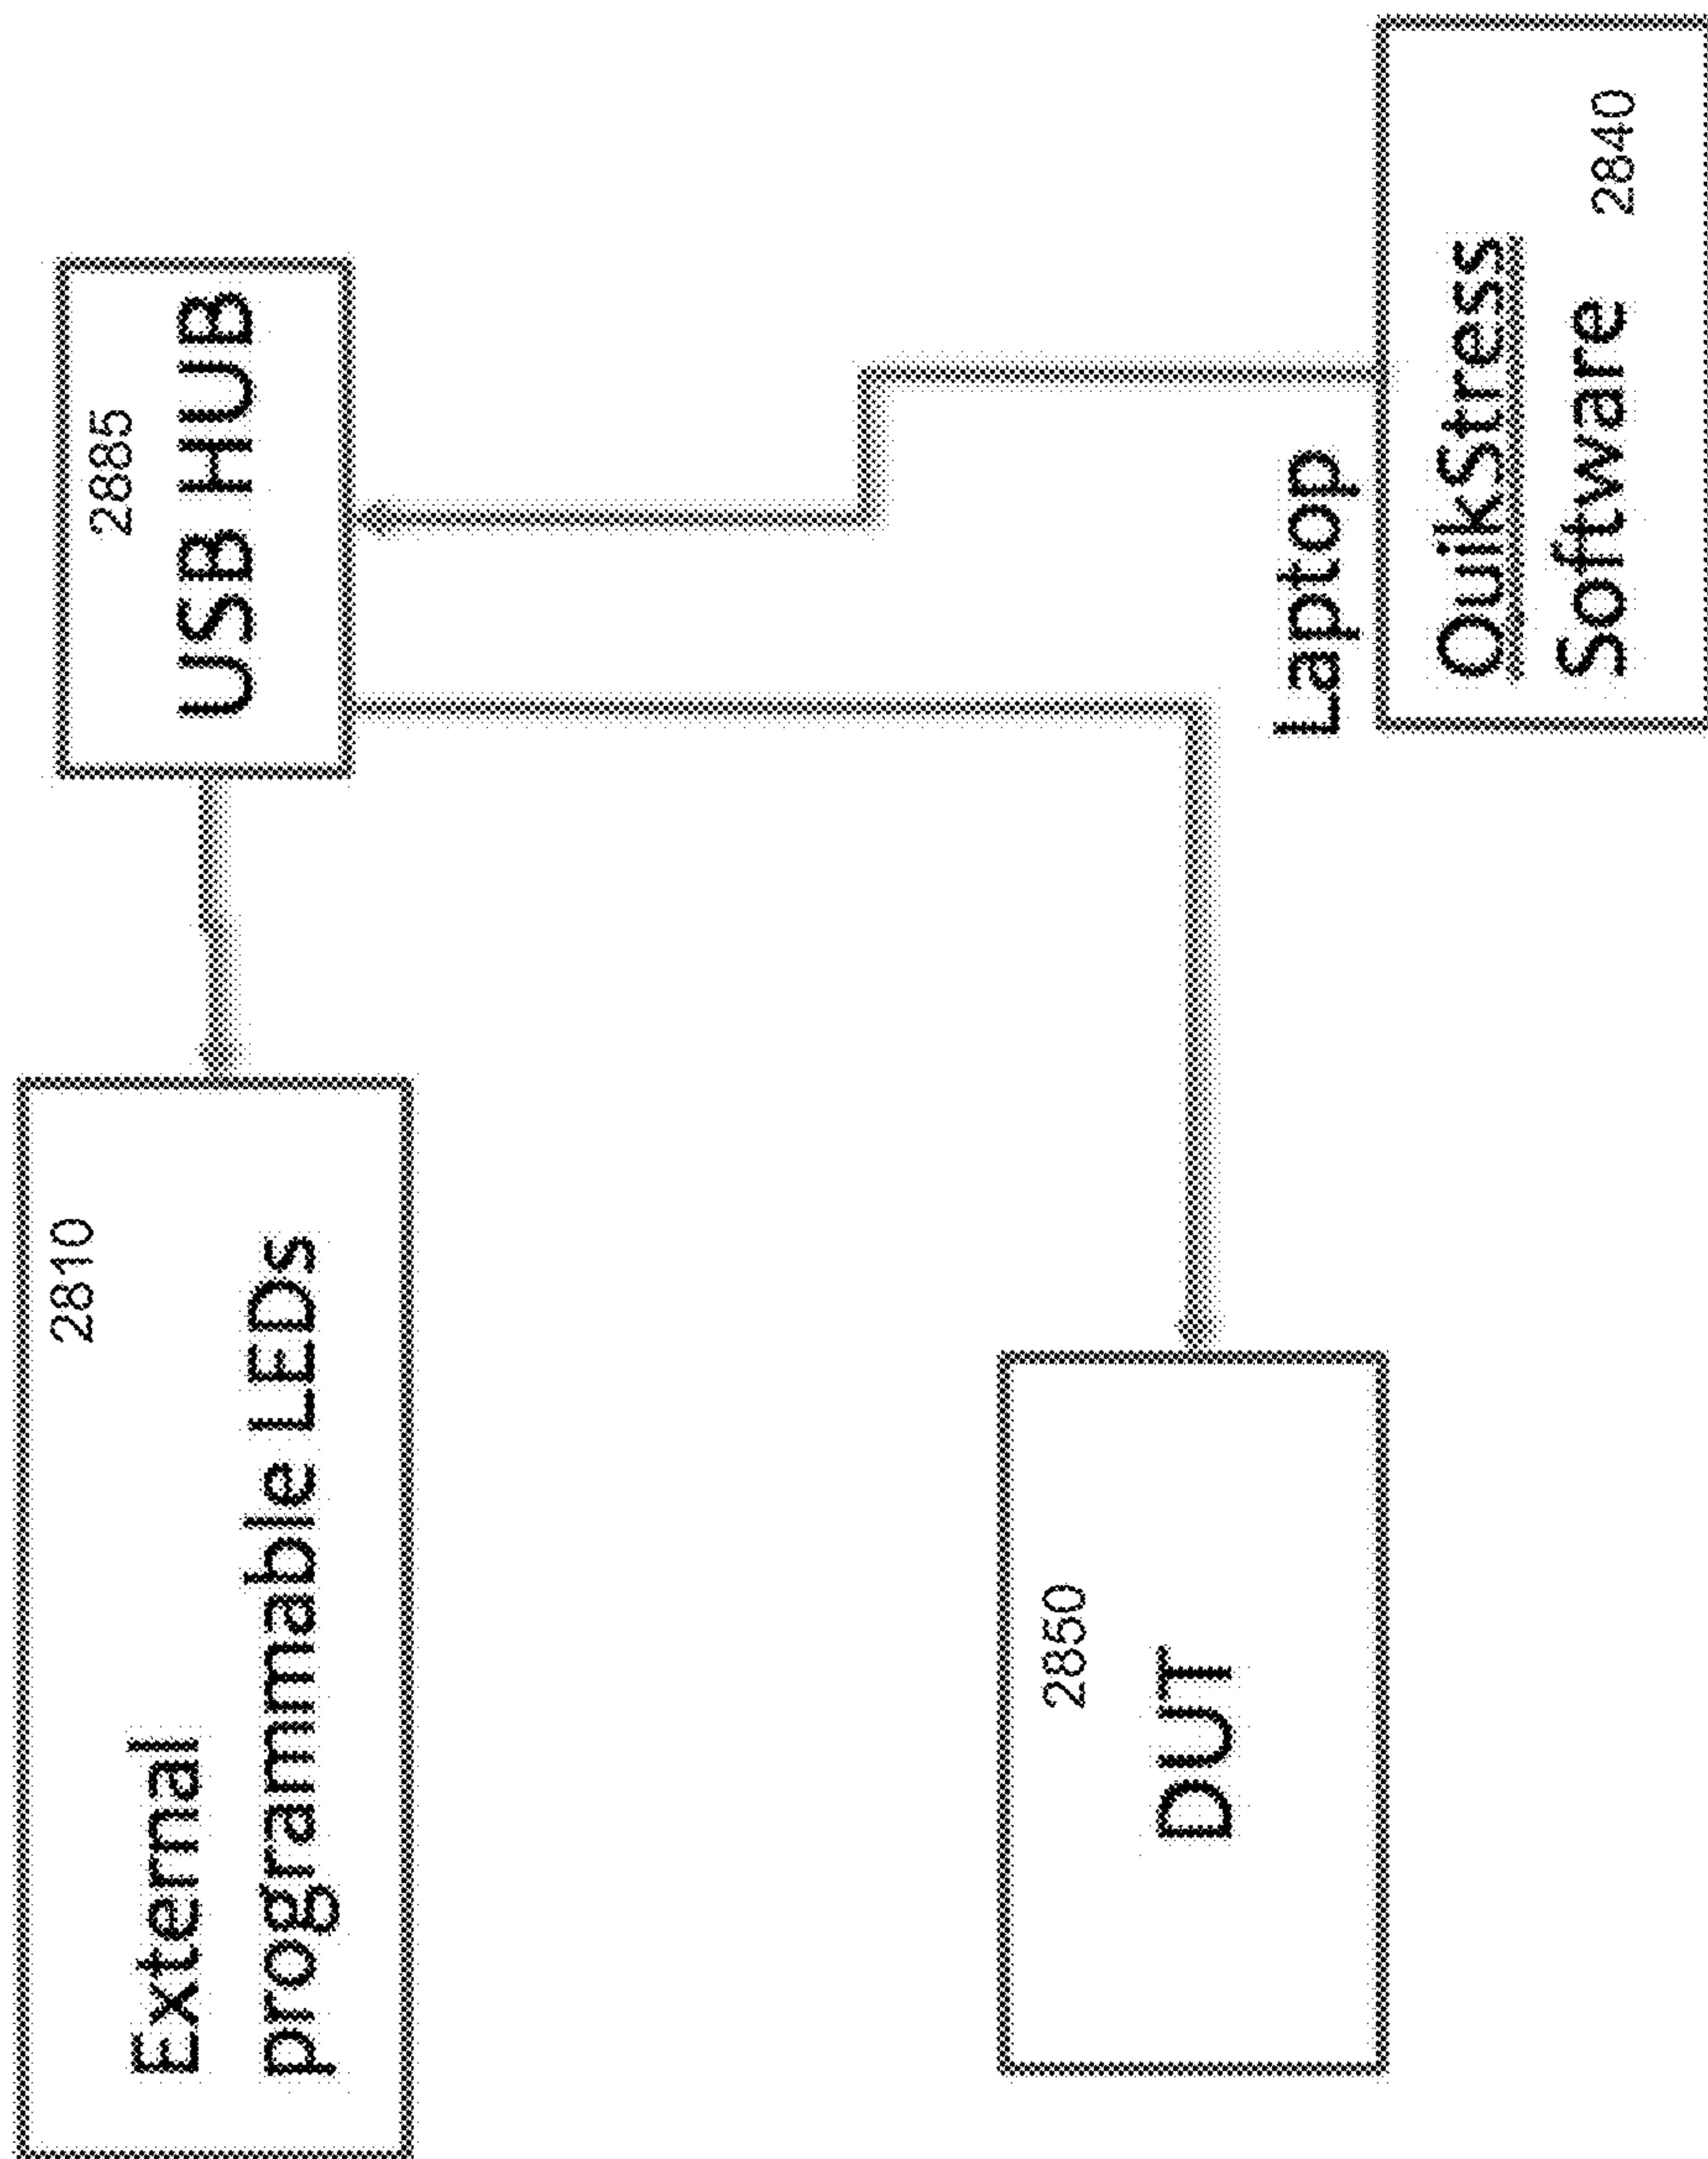 2810
External
programmable LEDs
2885
USB HUB
2850
DUT
Laptop
QuikStress
Software 2840